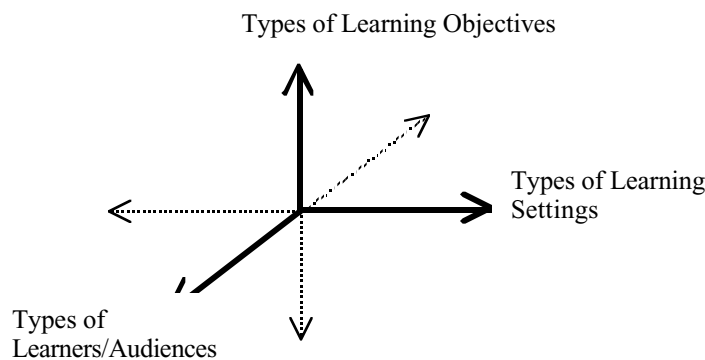 Types of Learning Objectives
Types of Learning
Settings
Types of
Learners/Audiences